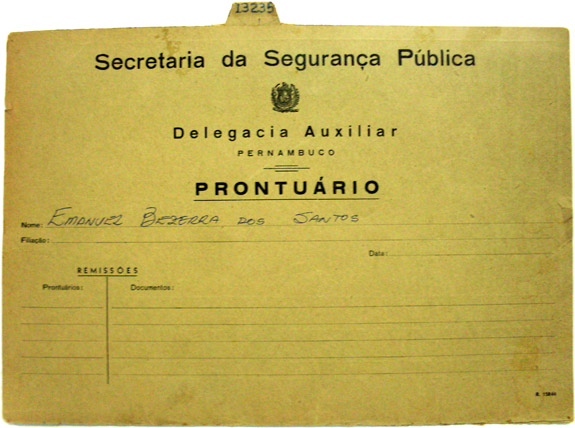 13235
Secretaria da Segurança Pública
Delegacia Auxiliar
PERNAMBUCO
PRONTUÁRIO
Nome: EMANUEL BEZERRA DOS SANTOS
Filiação:
Data:
REMISSÕES
Prontuários: Documentos: